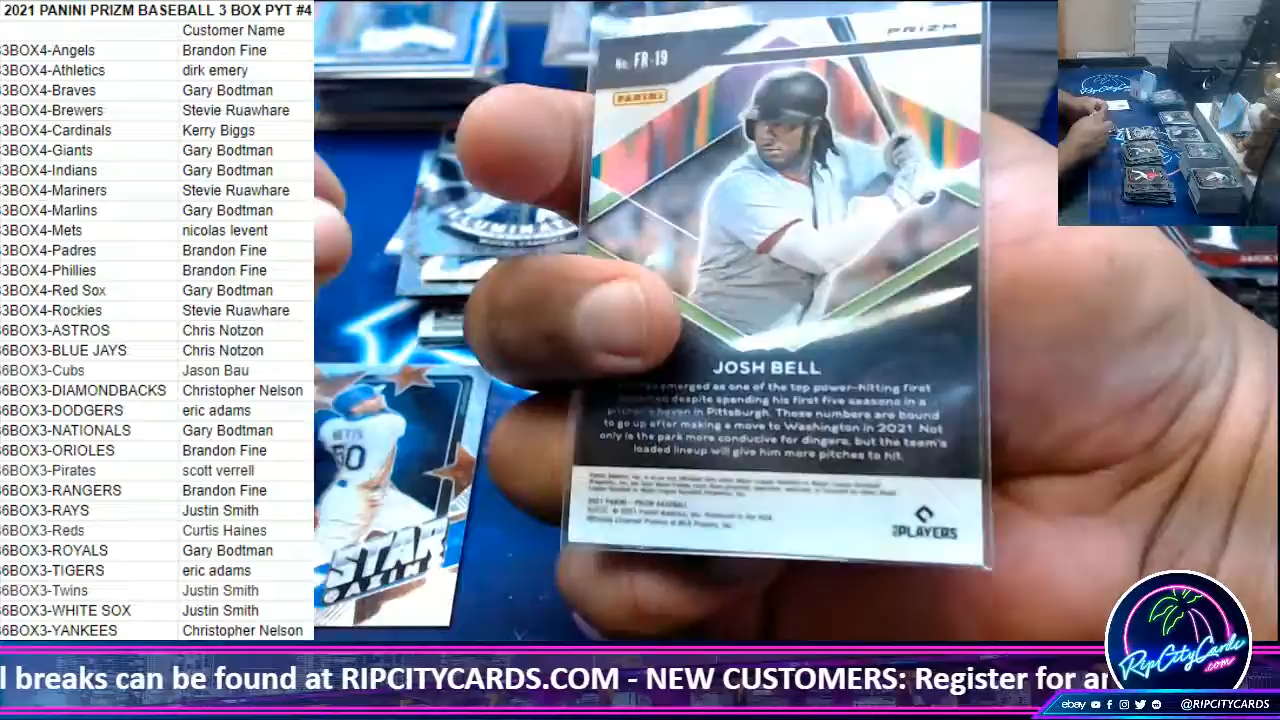 2021 PANINI PRIZM BASEBALL 3 BOX PYT #4
Customer Name
3BOX4-Angels Brandon Fine
3BOX4-Athletics dirk emery
3BOX4-Braves Gary Bodtman
3BOX4-Brewers Stevie Ruawhare
3BOX4-Cardinals Kerry Biggs
3BOX4-Giants Gary Bodtman
3BOX4-Indians Gary Bodtman
3BOX4-Mariners Stevie Ruawhare
3BOX4-Marlins Gary Bodtman
3BOX4-Mets nicolas levent
3BOX4-Padres Brandon Fine
3BOX4-Phillies Brandon Fine
3BOX4-Red Sox Gary Bodtman
3BOX4-Rockies Stevie Ruawhare
6BOX3-ASTROS Chris Notzon
6BOX3-BLUE JAYS Chris Notzon
6BOX3-Cubs Jason Bau
6BOX3-DIAMONDBACKS Christopher Nelson
6BOX3-DODGERS eric adams
6BOX3-NATIONALS Gary Bodtman
6BOX3-ORIOLES Brandon Fine
6BOX3-Pirates scott verrell
6BOX3-RANGERS Brandon Fine
6BOX3-RAYS Justin Smith
6BOX3-Reds Curtis Haines
6BOX3-ROYALS Gary Bodtman
6BOX3-TIGERS eric adams
6BOX3-Twins Justin Smith
6BOX3-WHITE SOX Justin Smith
6BOX3-YANKEES Christopher Nelson
PRIZM
No. FR-19
PANINI
JOSH BELL
emerged as one of the top power-hitting first
despite spending his first five seasons in a
pitcher's haven in Pittsburgh. Those numbers are bound
to go up after making a move to Washington in 2021. Not
only is the park more conducive for dingers, but the team's
loaded lineup will give him more pitches to hit.
2021 PANINI - PRIZM BASEBALL
PLAYERS
BETTS
50
STAR
RipCityCards
.com
l breaks can be found at RIPCITYCARDS.COM - NEW CUSTOMERS: Register for a
ebay @RIPCITYCARDS